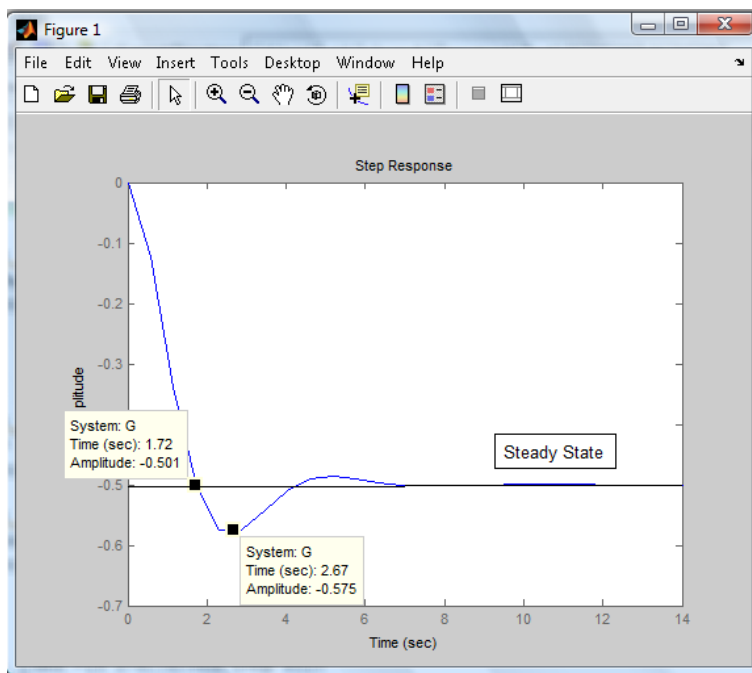 Figure 1
File Edit View Insert Tools Desktop Window Help
Step Response
0
-0.1
-0.2
-0.3
plitude
System: G
Time (sec): 1.72
Amplitude: -0.501
Steady State
-0.5
System: G
Time (sec): 2.67
Amplitude: -0.575
-0.6
-0.7
0 2 4 6 8 10 12 14
Time (sec)